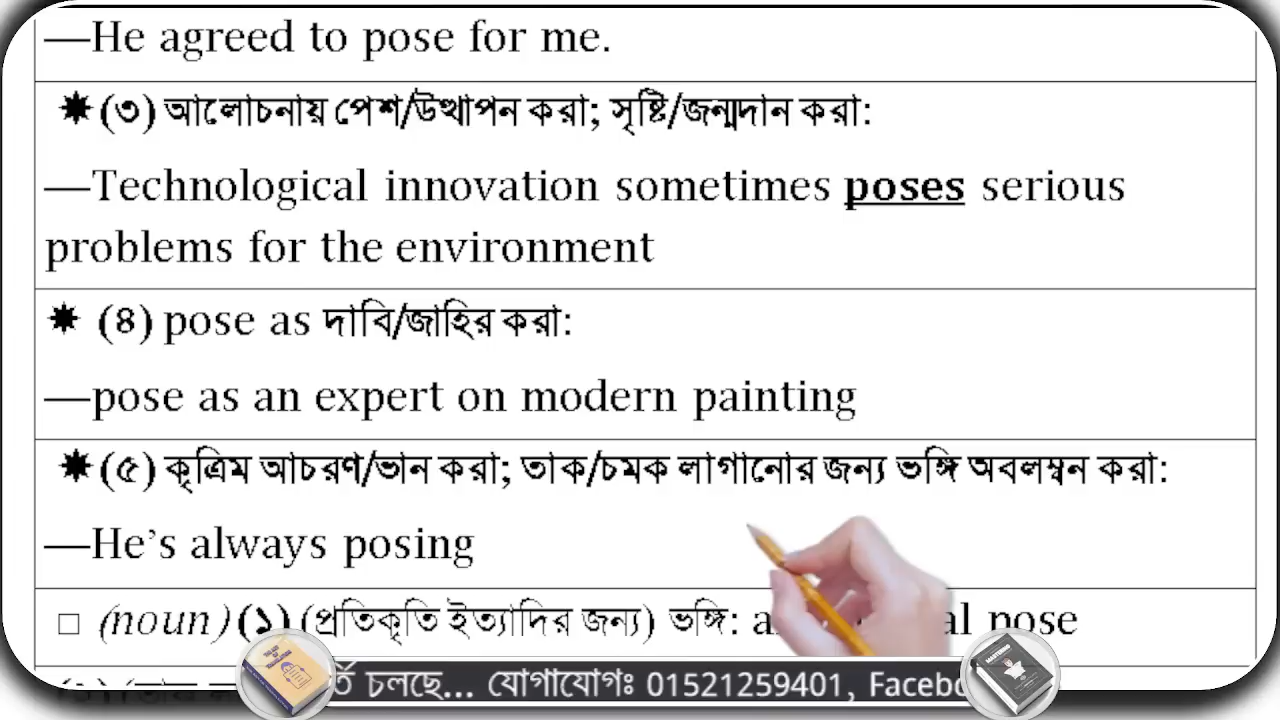 —He agreed to pose for me.
✷ (৩) আলোচনায় পেশ/উত্থাপন করা; সৃষ্টি/জন্মদান করা:
—Technological innovation sometimes poses serious
problems for the environment
✷ (৪) pose as দাবি/জাহির করা:
—pose as an expert on modern painting
✷ (৫) কৃত্রিম আচরণ/ভান করা; তাক/চমক লাগানোর জন্য ভঙ্গি অবলম্বন করা:
—He’s always posing
□ (noun) (১) (প্রতিকৃতি ইত্যাদির জন্য) ভঙ্গি: pose
চলছে... যোগাযোগঃ 01521259401,